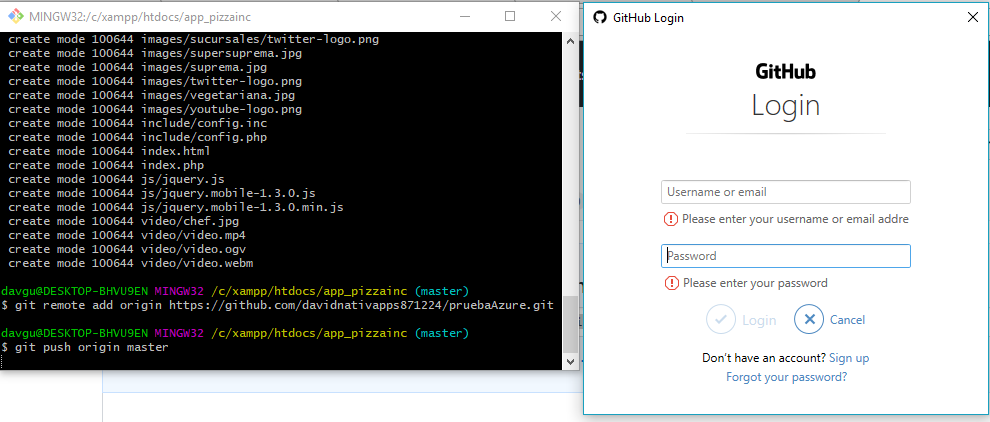 MINGW32:/c/xampp/htdocs/app_pizzainc
create mode 100644 images/sucursales/twitter-logo.png
create mode 100644 images/supersuprema.jpg
create mode 100644 images/suprema.jpg
create mode 100644 images/twitter-logo.png
create mode 100644 images/vegetariana.jpg
create mode 100644 images/youtube-logo.png
create mode 100644 include/config.inc
create mode 100644 include/config.php
create mode 100644 index.html
create mode 100644 index.php
create mode 100644 js/jquery.js
create mode 100644 js/jquery.mobile-1.3.0.js
create mode 100644 js/jquery.mobile-1.3.0.min.js
create mode 100644 video/chef.jpg
create mode 100644 video/video.mp4
create mode 100644 video/video.ogv
create mode 100644 video/video.webm
davgu@DESKTOP-BHVU9EN MINGW32 /c/xampp/htdocs/app_pizzainc (master)
$ git remote add origin https://github.com/davidnativapps871224/pruebaAzure.git
davgu@DESKTOP-BHVU9EN MINGW32 /c/xampp/htdocs/app_pizzainc (master)
$ git push origin master
GitHub Login
GitHub
Login
Username or email
Please enter your username or email addre
Password
Please enter your password
Login Cancel
Don't have an account? Sign up
Forgot your password?